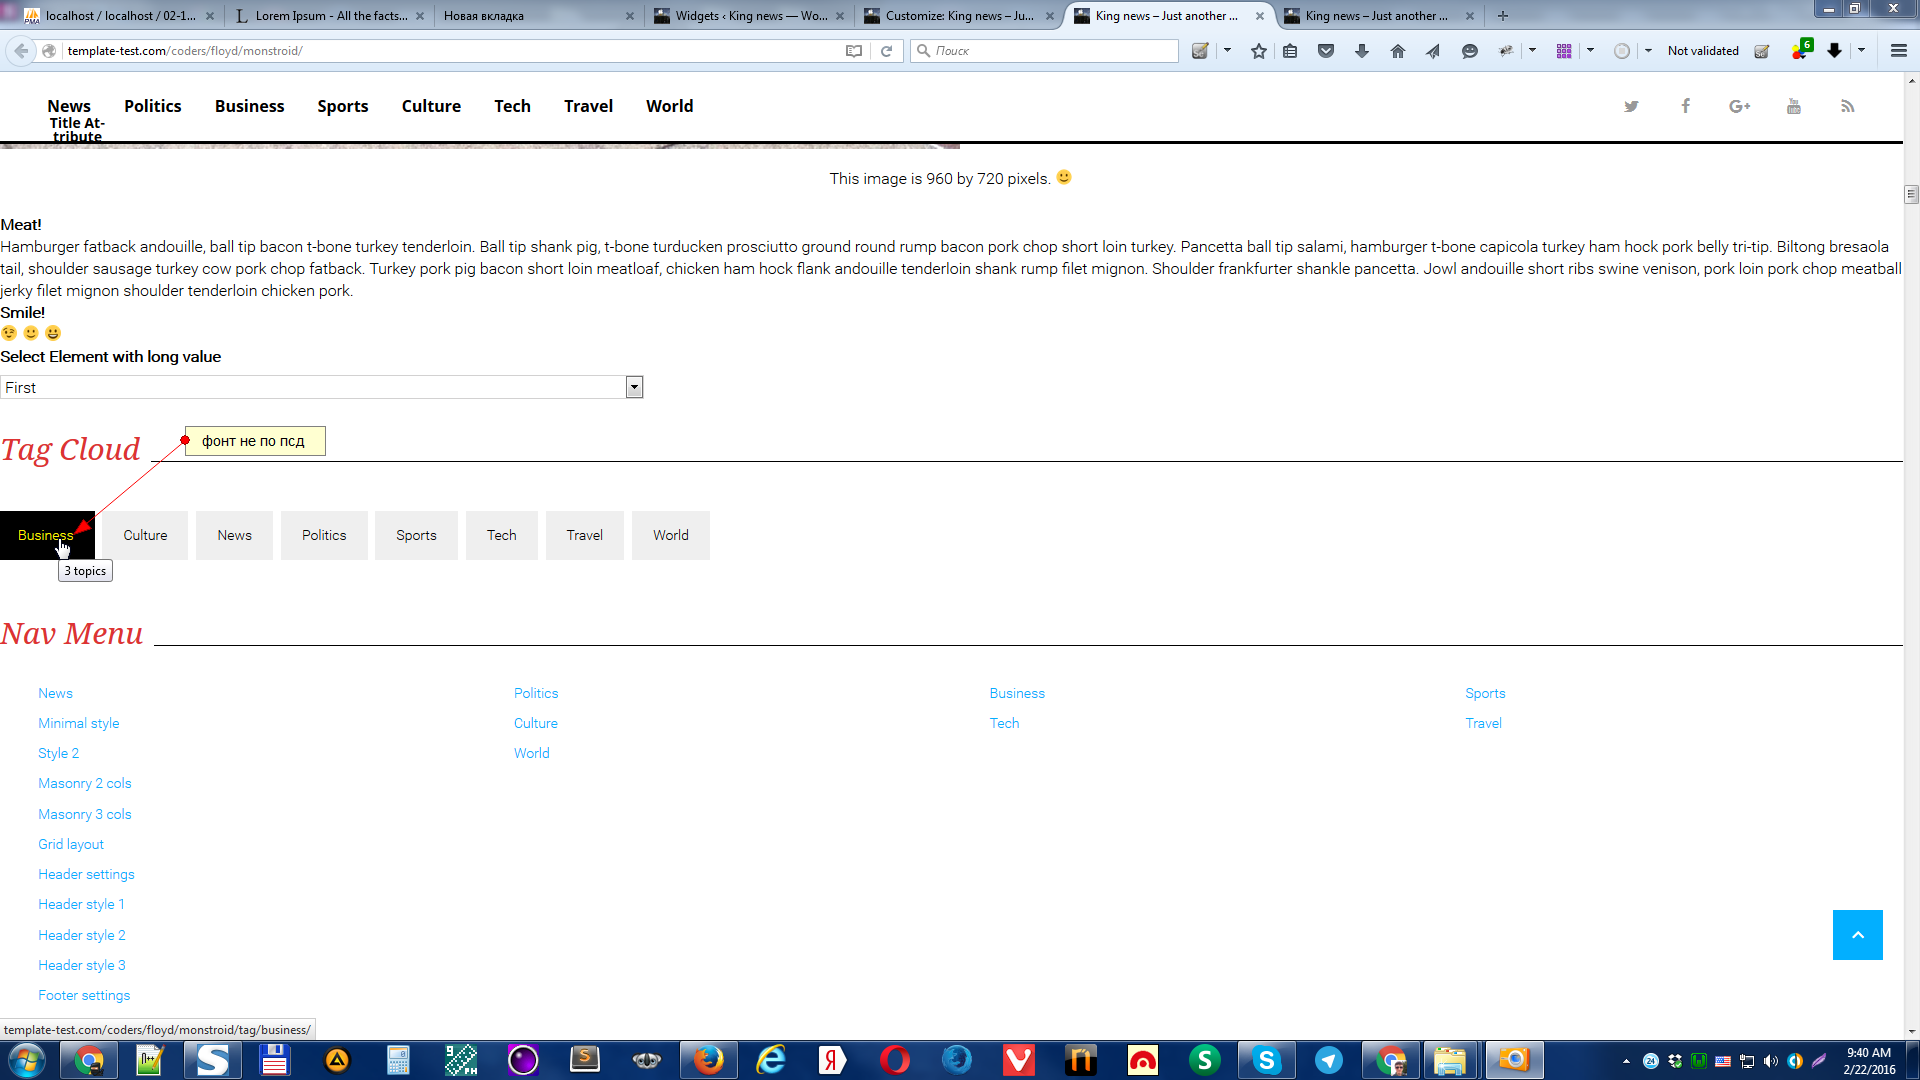 localhost / localhost / 02-1...
Lorem Ipsum - All the facts...
Новая вкладка
Widgets ‹ King news — Wo...
Customize: King news – Ju...
King news – Just another ...
King news – Just another ...
template-test.com/coders/floyd/monstroid/
Поиск
Not validated
6
News
Politics
Business
Sports
Culture
Tech
Travel
World
Title At-
tribute
This image is 960 by 720 pixels.
Meat!
Hamburger fatback andouille, ball tip bacon t-bone turkey tenderloin. Ball tip shank pig, t-bone turducken prosciutto ground round rump bacon pork chop short loin turkey. Pancetta ball tip salami, hamburger t-bone capicola turkey ham hock pork belly tri-tip. Biltong bresaola
tail, shoulder sausage turkey cow pork chop fatback. Turkey pork pig bacon short loin meatloaf, chicken ham hock flank andouille tenderloin shank rump filet mignon. Shoulder frankfurter shankle pancetta. Jowl andouille short ribs swine venison, pork loin pork chop meatball
jerky filet mignon shoulder tenderloin chicken pork.
Smile!
Select Element with long value
First
Tag Cloud
фонт не по псд
Business
Culture
News
Politics
Sports
Tech
Travel
World
3 topics
Nav Menu
News
Politics
Business
Sports
Minimal style
Culture
Tech
Travel
Style 2
World
Masonry 2 cols
Masonry 3 cols
Grid layout
Header settings
Header style 1
Header style 2
Header style 3
Footer settings
template-test.com/coders/floyd/monstroid/tag/business/
9:40 AM
2/22/2016